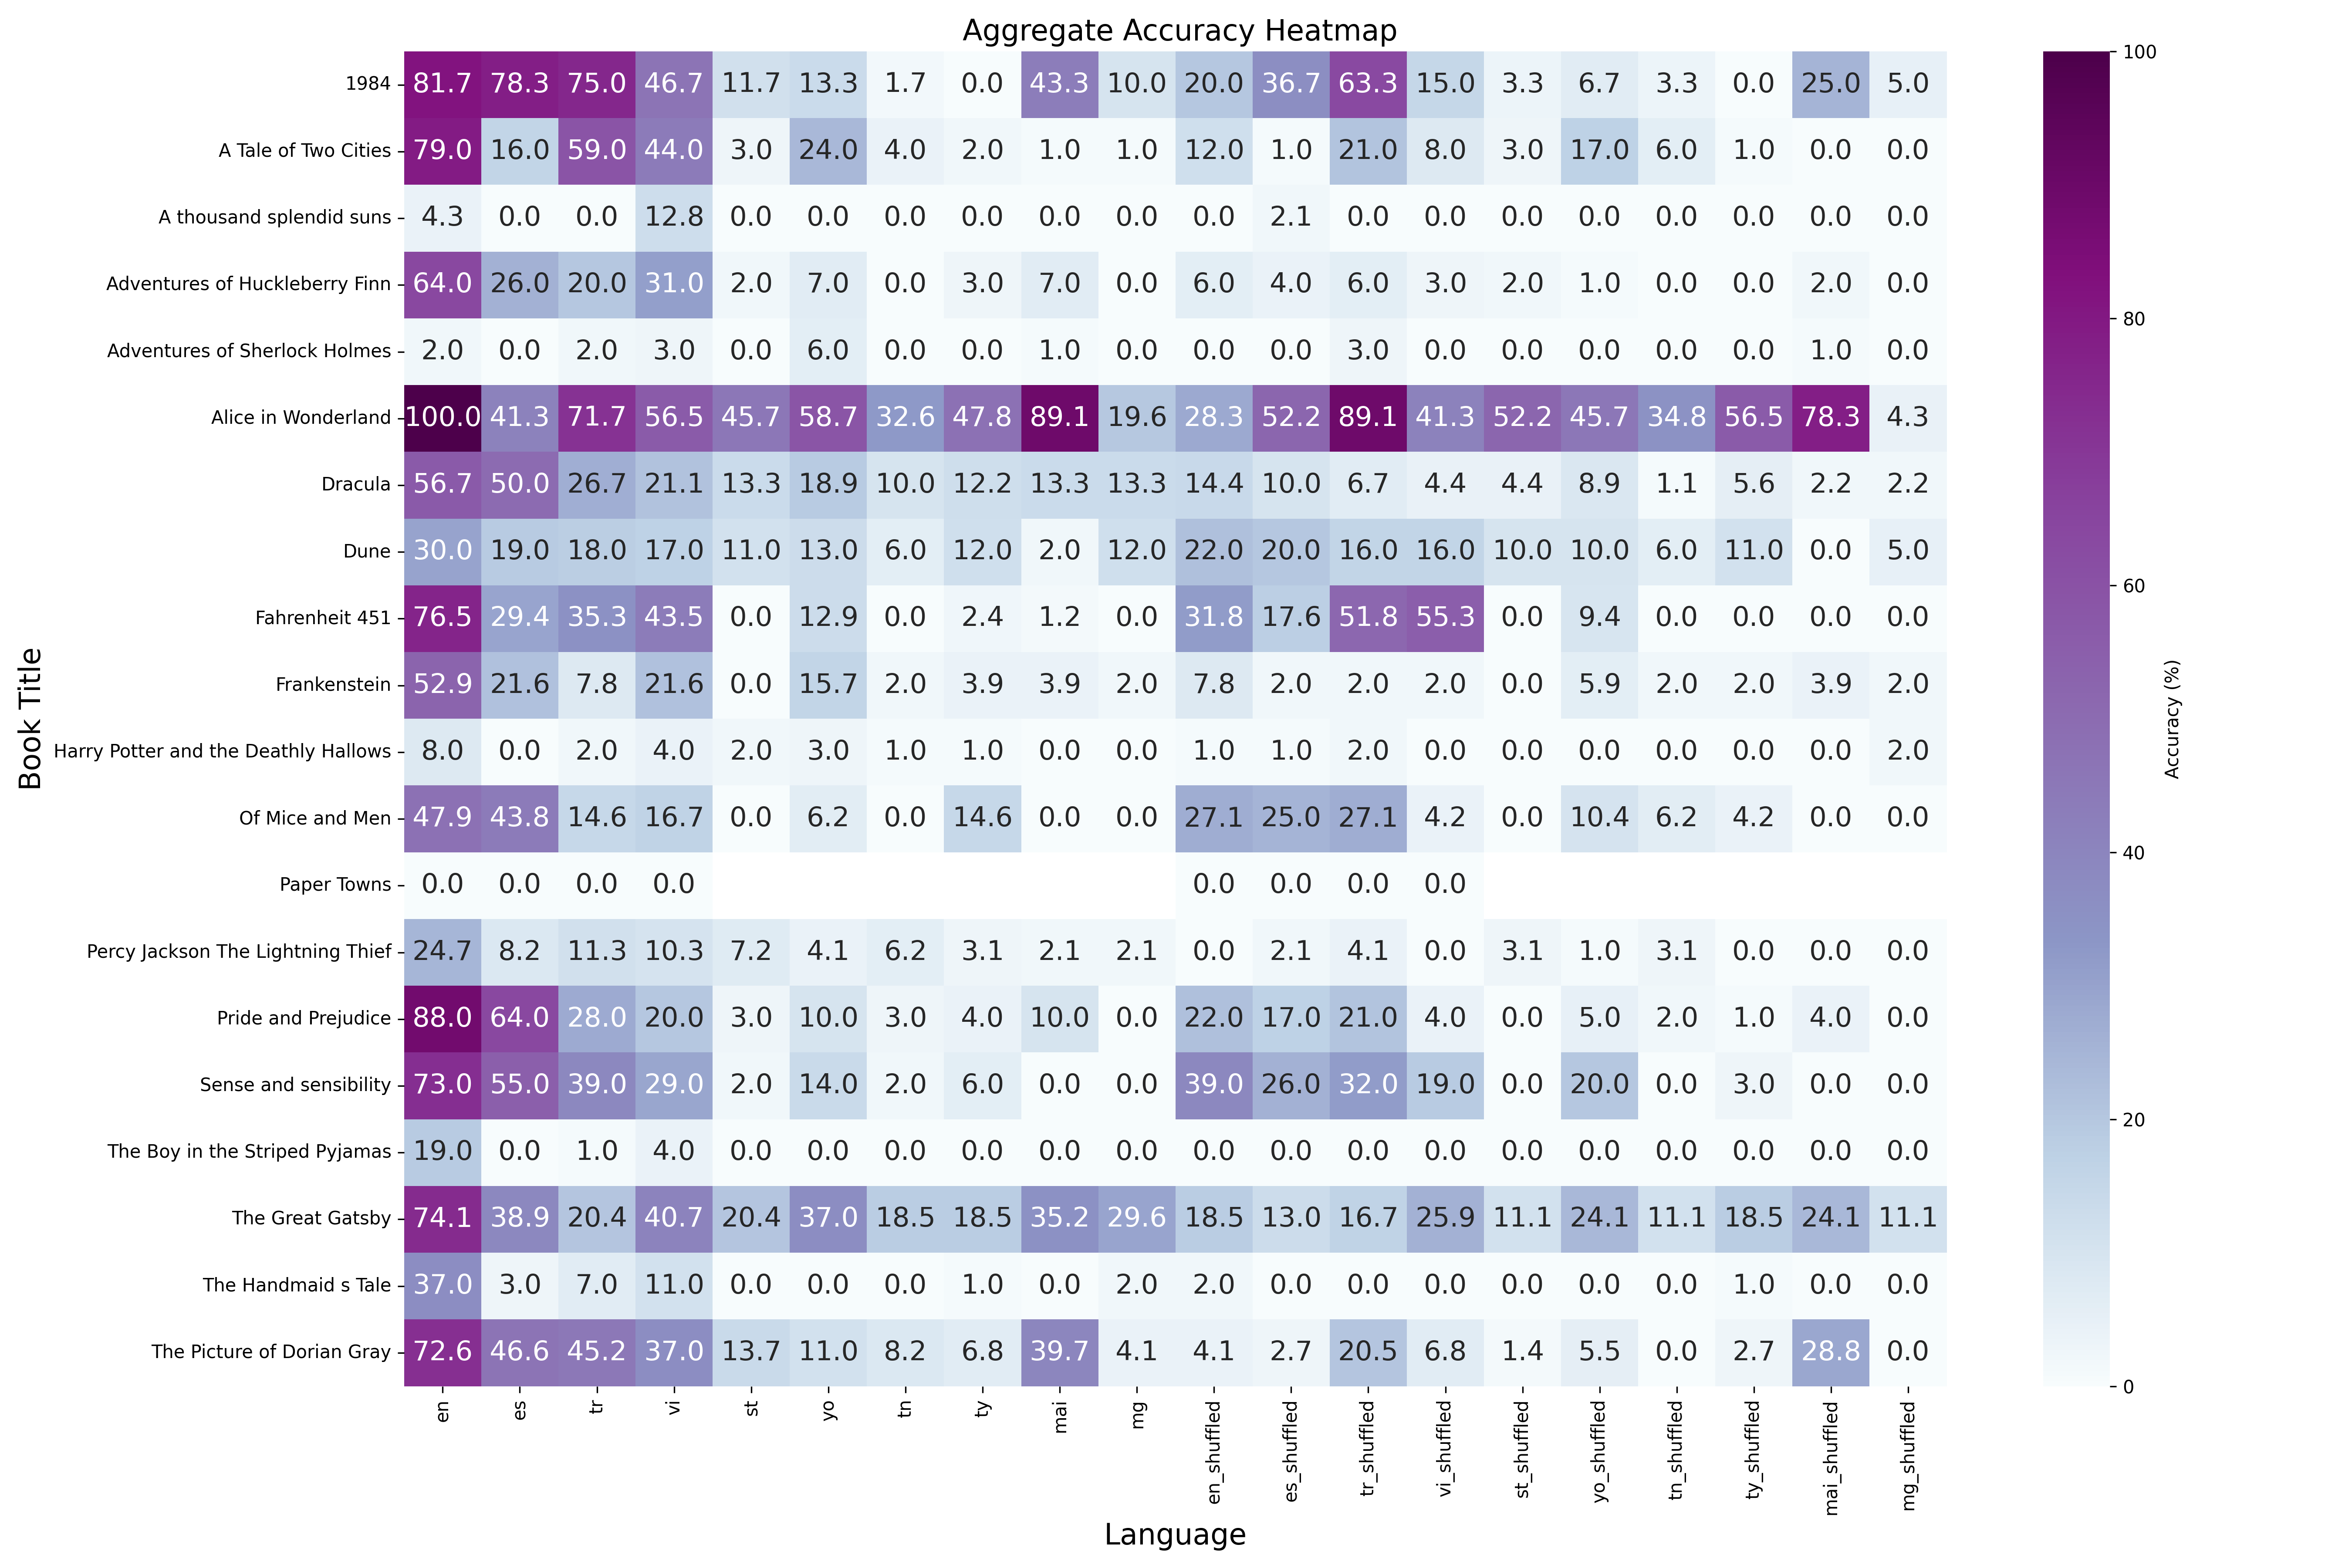 Aggregate Accuracy Heatmap
1984 81.7 78.3 75.0 46.7 11.7 13.3 1.7 0.0 43.3 10.0 20.0 36.7 63.3 15.0 3.3 6.7 3.3 0.0 25.0 5.0
A Tale of Two Cities 79.0 16.0 59.0 44.0 3.0 24.0 4.0 2.0 1.0 1.0 12.0 1.0 21.0 8.0 3.0 17.0 6.0 1.0 0.0 0.0
A thousand splendid suns 4.3 0.0 0.0 12.8 0.0 0.0 0.0 0.0 0.0 0.0 0.0 2.1 0.0 0.0 0.0 0.0 0.0 0.0 0.0 0.0
Adventures of Huckleberry Finn 64.0 26.0 20.0 31.0 2.0 7.0 0.0 3.0 7.0 0.0 6.0 4.0 6.0 3.0 2.0 1.0 0.0 0.0 2.0 0.0
Adventures of Sherlock Holmes 2.0 0.0 2.0 3.0 0.0 6.0 0.0 0.0 1.0 0.0 0.0 0.0 3.0 0.0 0.0 0.0 0.0 0.0 1.0 0.0
Alice in Wonderland 100.0 41.3 71.7 56.5 45.7 58.7 32.6 47.8 89.1 19.6 28.3 52.2 89.1 41.3 52.2 45.7 34.8 56.5 78.3 4.3
Dracula 56.7 50.0 26.7 21.1 13.3 18.9 10.0 12.2 13.3 13.3 14.4 10.0 6.7 4.4 4.4 8.9 1.1 5.6 2.2 2.2
Dune 30.0 19.0 18.0 17.0 11.0 13.0 6.0 12.0 2.0 12.0 22.0 20.0 16.0 16.0 10.0 10.0 6.0 11.0 0.0 5.0
Fahrenheit 451 76.5 29.4 35.3 43.5 0.0 12.9 0.0 2.4 1.2 0.0 31.8 17.6 51.8 55.3 0.0 9.4 0.0 0.0 0.0 0.0
Frankenstein 52.9 21.6 7.8 21.6 0.0 15.7 2.0 3.9 3.9 2.0 7.8 2.0 2.0 2.0 0.0 5.9 2.0 2.0 3.9 2.0
Harry Potter and the Deathly Hallows 8.0 0.0 2.0 4.0 2.0 3.0 1.0 1.0 0.0 0.0 1.0 1.0 2.0 0.0 0.0 0.0 0.0 0.0 0.0 2.0
Of Mice and Men 47.9 43.8 14.6 16.7 0.0 6.2 0.0 14.6 0.0 0.0 27.1 25.0 27.1 4.2 0.0 10.4 6.2 4.2 0.0 0.0
Paper Towns 0.0 0.0 0.0 0.0 0.0 0.0 0.0 0.0
Percy Jackson The Lightning Thief 24.7 8.2 11.3 10.3 7.2 4.1 6.2 3.1 2.1 2.1 0.0 2.1 4.1 0.0 3.1 1.0 3.1 0.0 0.0 0.0
Pride and Prejudice 88.0 64.0 28.0 20.0 3.0 10.0 3.0 4.0 10.0 0.0 22.0 17.0 21.0 4.0 0.0 5.0 2.0 1.0 4.0 0.0
Sense and sensibility 73.0 55.0 39.0 29.0 2.0 14.0 2.0 6.0 0.0 0.0 39.0 26.0 32.0 19.0 0.0 20.0 0.0 3.0 0.0 0.0
The Boy in the Striped Pyjamas 19.0 0.0 1.0 4.0 0.0 0.0 0.0 0.0 0.0 0.0 0.0 0.0 0.0 0.0 0.0 0.0 0.0 0.0 0.0 0.0
The Great Gatsby 74.1 38.9 20.4 40.7 20.4 37.0 18.5 18.5 35.2 29.6 18.5 13.0 16.7 25.9 11.1 24.1 11.1 18.5 24.1 11.1
The Handmaid s Tale 37.0 3.0 7.0 11.0 0.0 0.0 0.0 1.0 0.0 2.0 2.0 0.0 0.0 0.0 0.0 0.0 0.0 1.0 0.0 0.0
The Picture of Dorian Gray 72.6 46.6 45.2 37.0 13.7 11.0 8.2 6.8 39.7 4.1 4.1 2.7 20.5 6.8 1.4 5.5 0.0 2.7 28.8 0.0
en es tr vi st yo tn ty mai mg en_shuffled es_shuffled tr_shuffled vi_shuffled st_shuffled yo_shuffled tn_shuffled ty_shuffled mai_shuffled mg_shuffled
Language
Book Title
100
80
60
40
20
0
Accuracy (%)